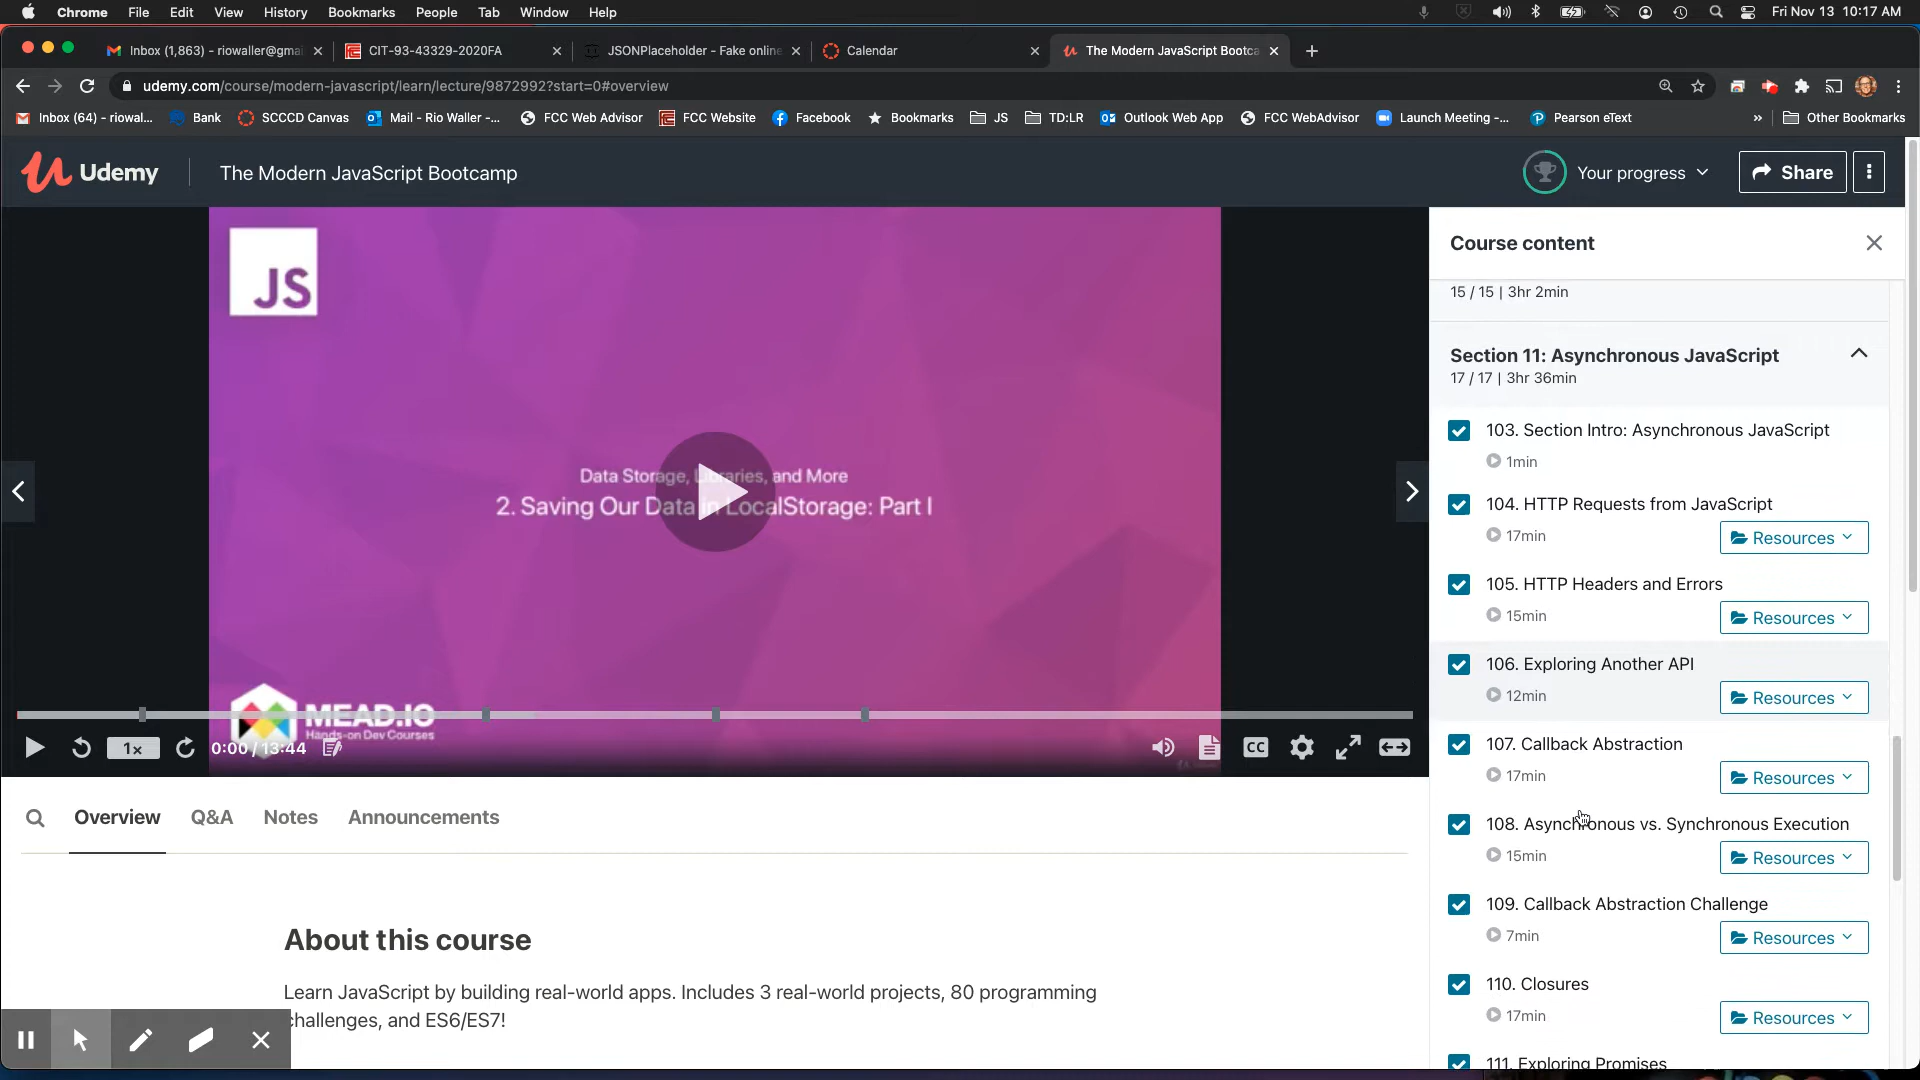 Chrome File Edit View History Bookmarks People Tab Window Help Fri Nov 13 10:17 AM
Inbox (1,863) - riowaller@gmai CIT-93-43329-2020FA JSONPlaceholder - Fake online Calendar The Modern JavaScript Bootca
udemy.com/course/modern-javascript/learn/lecture/9872992?start=0#overview
Inbox (64) - riowal... Bank SCCCD Canvas Mail - Rio Waller -... FCC Web Advisor FCC Website Facebook Bookmarks JS TD:LR Outlook Web App FCC WebAdvisor Launch Meeting -... Pearson eText » Other Bookmarks
Udemy The Modern JavaScript Bootcamp Your progress Share
JS
Data Storage, Libraries, and More
2. Saving Our Data in LocalStorage: Part I
MEAD.IO
Hands-on Dev Courses
1x 0:00 / 13:44 CC
Overview Q&A Notes Announcements
About this course
Learn JavaScript by building real-world apps. Includes 3 real-world projects, 80 programming
challenges, and ES6/ES7!
Course content
15 / 15 | 3hr 2min
Section 11: Asynchronous JavaScript
17 / 17 | 3hr 36min
103. Section Intro: Asynchronous JavaScript
1min
104. HTTP Requests from JavaScript
17min Resources
105. HTTP Headers and Errors
15min Resources
106. Exploring Another API
12min Resources
107. Callback Abstraction
17min Resources
108. Asynchronous vs. Synchronous Execution
15min Resources
109. Callback Abstraction Challenge
7min Resources
110. Closures
17min Resources
111. Exploring Promises